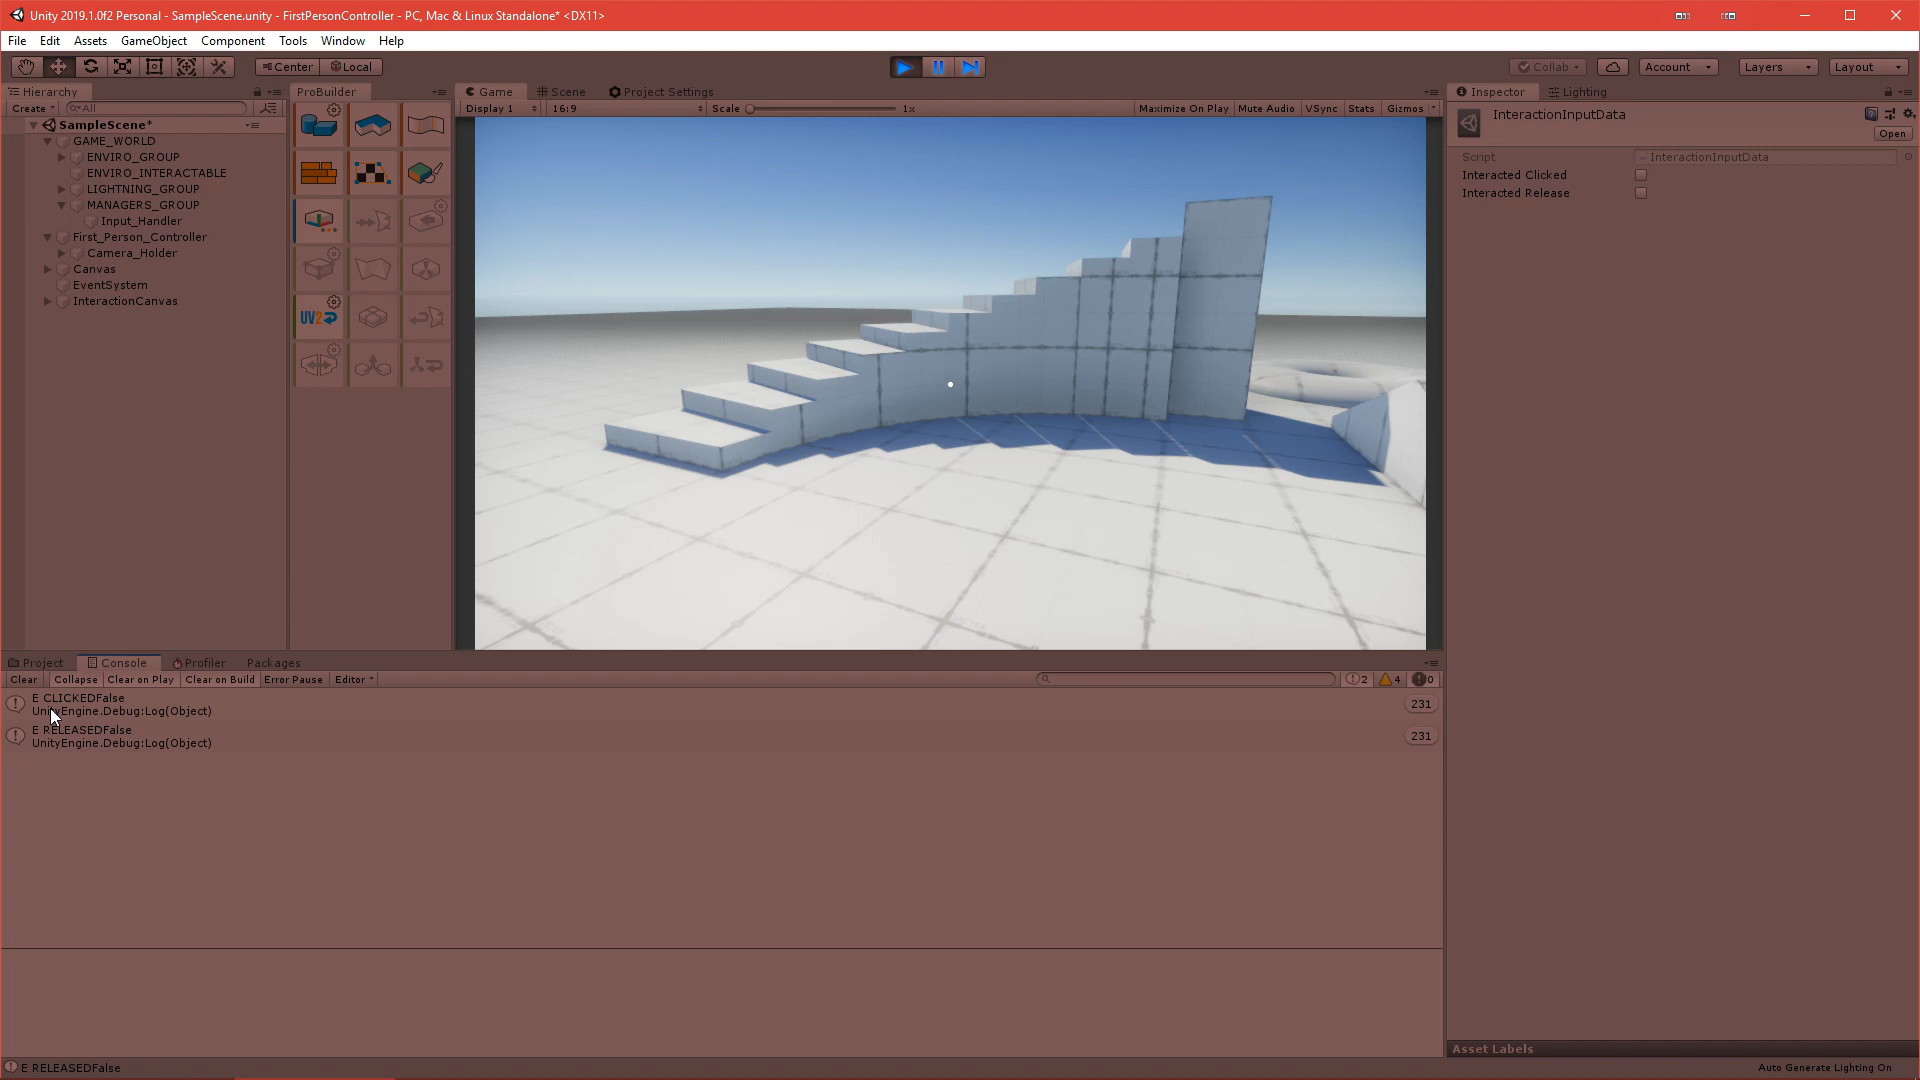 Unity 2019.1.0f2 Personal - SampleScene.unity - FirstPersonController - PC, Mac & Linux Standalone* <DX11>
File Edit Assets GameObject Component Tools Window Help
Center Local Collab Account Layers Layout
Hierarchy ProBuilder Game Scene Project Settings Inspector Lighting
Create All Display 1 16:9 Scale 1x Maximize On Play Mute Audio VSync Stats Gizmos
InteractionInputData
Open
SampleScene*
GAME_WORLD
ENVIRO_GROUP
ENVIRO_INTERACTABLE
LIGHTNING_GROUP
MANAGERS_GROUP
Input_Handler
First_Person_Controller
Camera_Holder
Canvas
EventSystem
InteractionCanvas
UV2
Script InteractionInputData
Interacted Clicked
Interacted Release
Project Console Profiler Packages
Clear Collapse Clear on Play Clear on Build Error Pause Editor 2 4 0
E CLICKEDFalse
UnityEngine.Debug:Log(Object)
231
E RELEASEDFalse
UnityEngine.Debug:Log(Object)
231
Asset Labels
E RELEASEDFalse
Auto Generate Lighting On